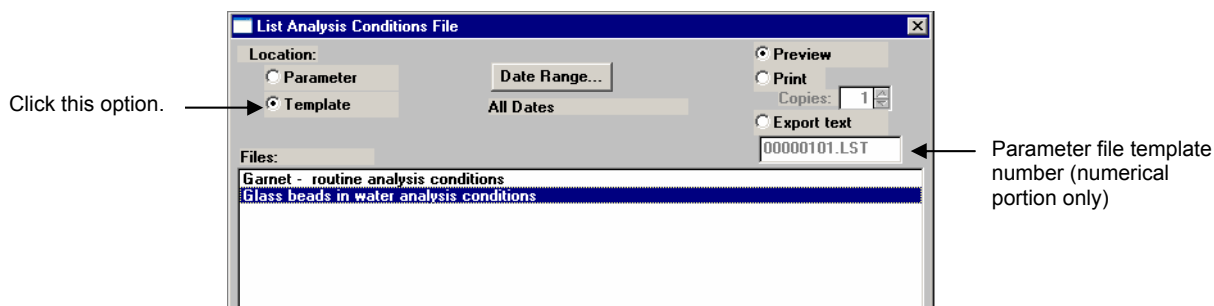 List Analysis Conditions File
Location:
Parameter
Template
Date Range...
All Dates
Preview
Print
Copies: 1
Export text
00000101.LST
Click this option.
Parameter file template
number (numerical
portion only)
Files:
Garnet - routine analysis conditions
Glass beads in water analysis conditions